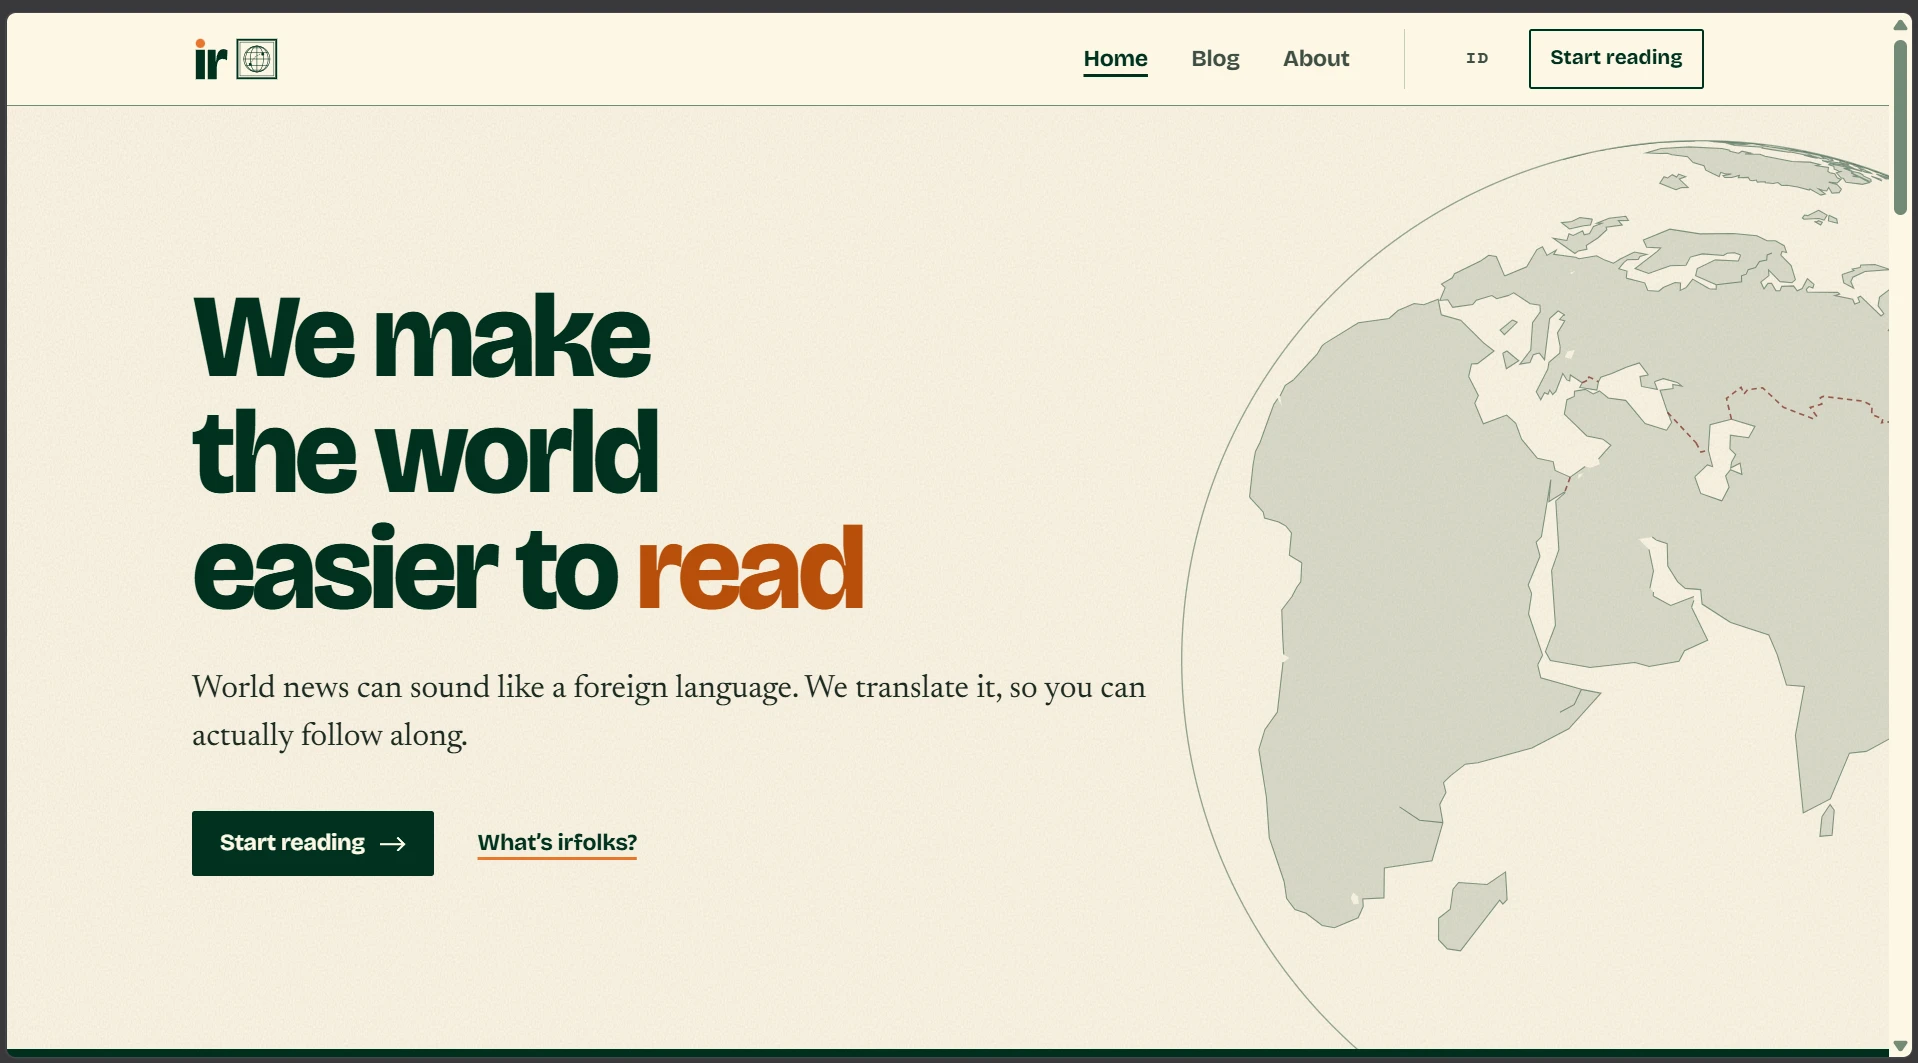 ir
Home
Blog
About
ID
Start reading
We make
the world
easier to read
World news can sound like a foreign language. We translate it, so you can
actually follow along.
Start reading →
What's irfolks?